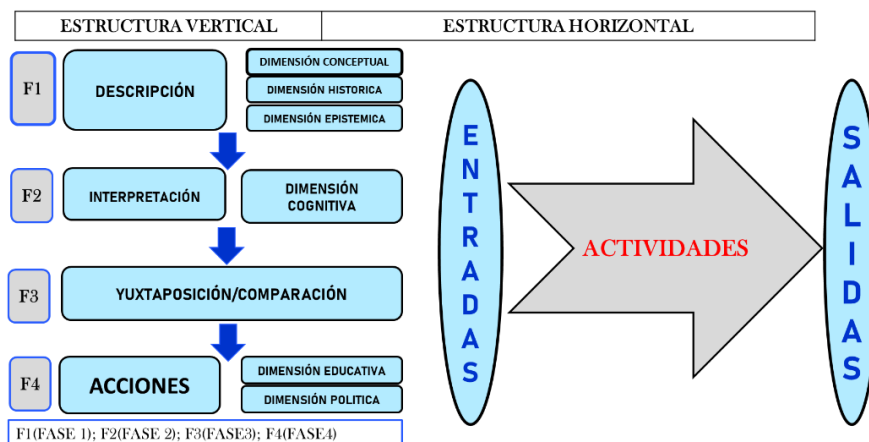 ESTRUCTURA VERTICAL
ESTRUCTURA HORIZONTAL
F1
DESCRIPCIÓN
DIMENSIÓN CONCEPTUAL
DIMENSIÓN HISTORICA
DIMENSIÓN EPISTEMICA
F2
INTERPRETACIÓN
DIMENSIÓN
COGNITIVA
F3
YUXTAPOSICIÓN/COMPARACIÓN
F4
ACCIONES
DIMENSIÓN EDUCATIVA
DIMENSIÓN POLITICA
F1(FASE 1); F2(FASE 2); F3(FASE3); F4(FASE4)
ENTRADAS
ACTIVIDADES
SALIDAS